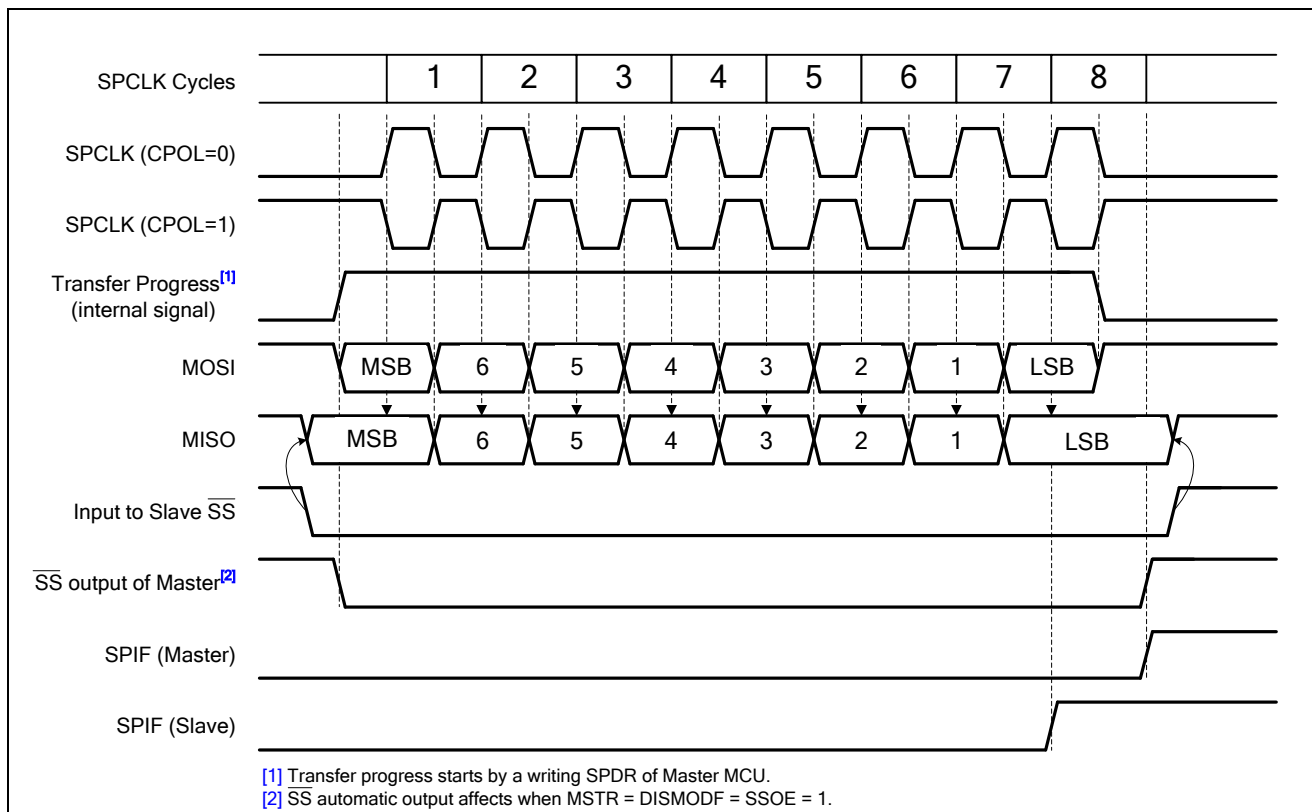 SPCLK Cycles 1 2 3 4 5 6 7 8
SPCLK (CPOL=0)
SPCLK (CPOL=1)
Transfer Progress[1]
(internal signal)
MOSI MSB 6 5 4 3 2 1 LSB
MISO MSB 6 5 4 3 2 1 LSB
Input to Slave S̅S̅
S̅S̅ output of Master[2]
SPIF (Master)
SPIF (Slave)
[1] Transfer progress starts by a writing SPDR of Master MCU.
[2] S̅S̅ automatic output affects when MSTR = DISMODF = SSOE = 1.